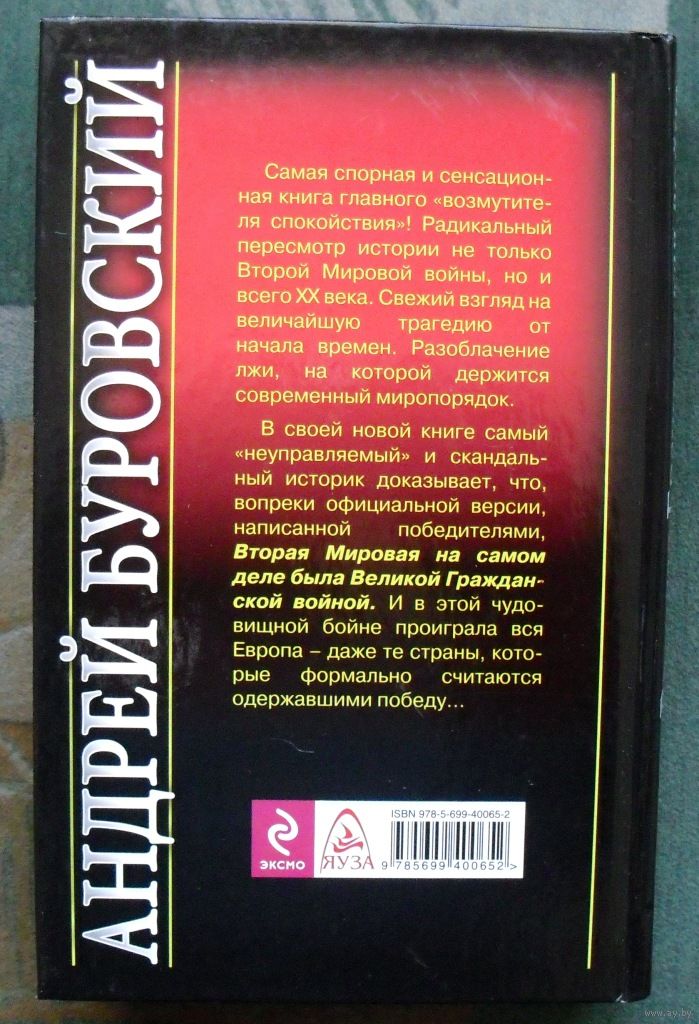 АНДРЕЙ БУРОВСКИЙ
Самая спорная и сенсацион-
ная книга главного «возмутите-
ля спокойствия»! Радикальный
пересмотр истории не только
Второй Мировой войны, но и
всего XX века. Свежий взгляд на
величайшую трагедию от
начала времен. Разоблачение
лжи, на которой держится
современный миропорядок.
В своей новой книге самый
«неуправляемый» и скандаль-
ный историк доказывает, что,
вопреки официальной версии,
написанной победителями,
Вторая Мировая на самом
деле была Великой Граждан-
ской войной. И в этой чудо-
вищной бойне проиграла вся
Европа – даже те страны, кото-
рые формально считаются
одержавшими победу...
ЭКСМО
ЯУЗА
ISBN 978-5-699-40065-2
9 785699 400652 >
www.ay.by